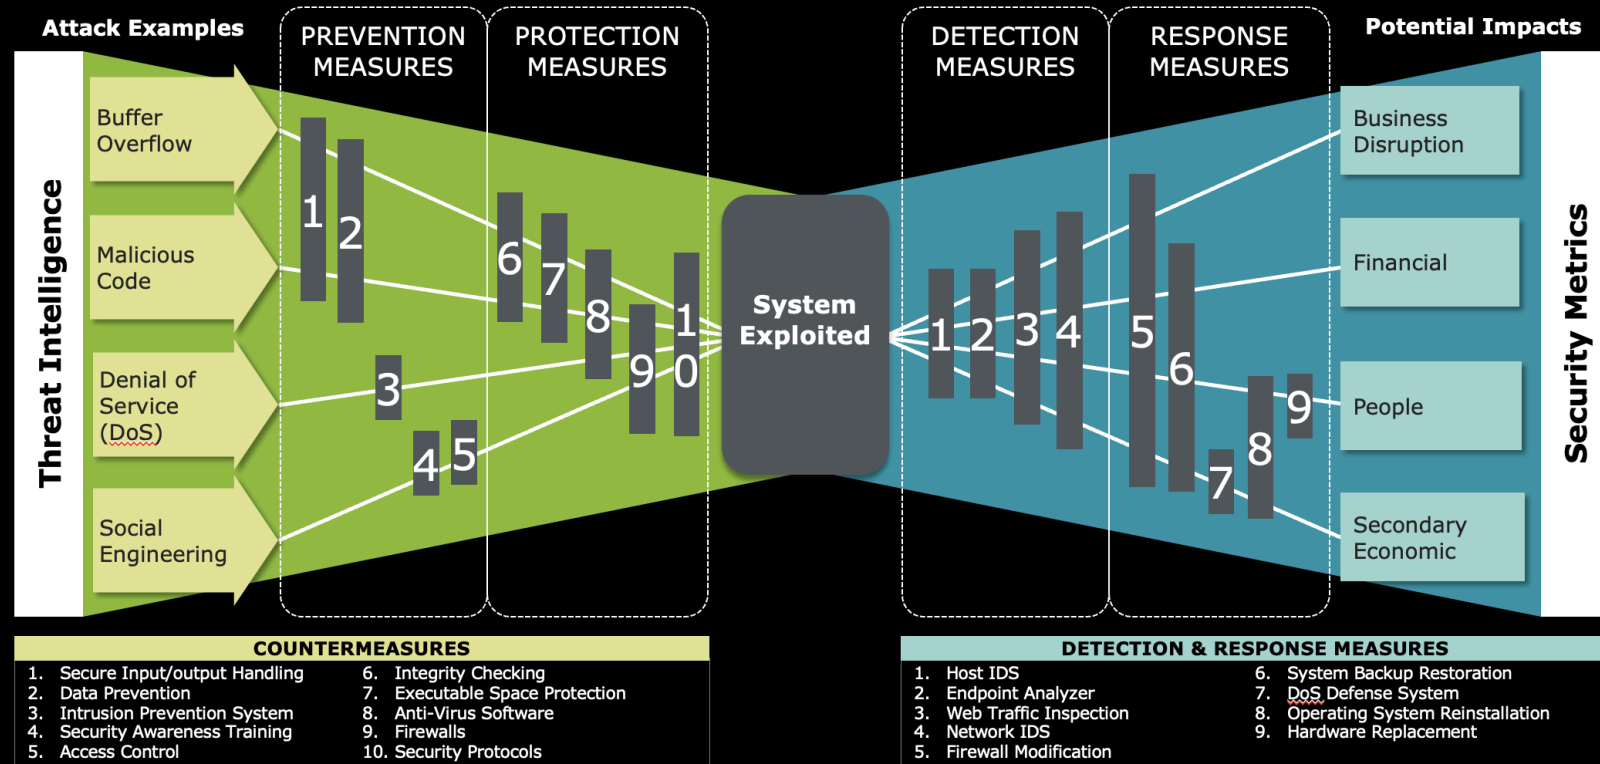 Attack Examples
PREVENTION
MEASURES
PROTECTION
MEASURES
DETECTION
MEASURES
RESPONSE
MEASURES
Potential Impacts
Threat Intelligence
Buffer
Overflow
Malicious
Code
Denial of
Service
(DoS)
Social
Engineering
1
2
3
4
5
6
7
8
9
10
System
Exploited
1
2
3
4
5
6
7
8
9
Business
Disruption
Financial
People
Secondary
Economic
Security Metrics
COUNTERMEASURES
1. Secure Input/output Handling
2. Data Prevention
3. Intrusion Prevention System
4. Security Awareness Training
5. Access Control
6. Integrity Checking
7. Executable Space Protection
8. Anti-Virus Software
9. Firewalls
10. Security Protocols
DETECTION & RESPONSE MEASURES
1. Host IDS
2. Endpoint Analyzer
3. Web Traffic Inspection
4. Network IDS
5. Firewall Modification
6. System Backup Restoration
7. DoS Defense System
8. Operating System Reinstallation
9. Hardware Replacement